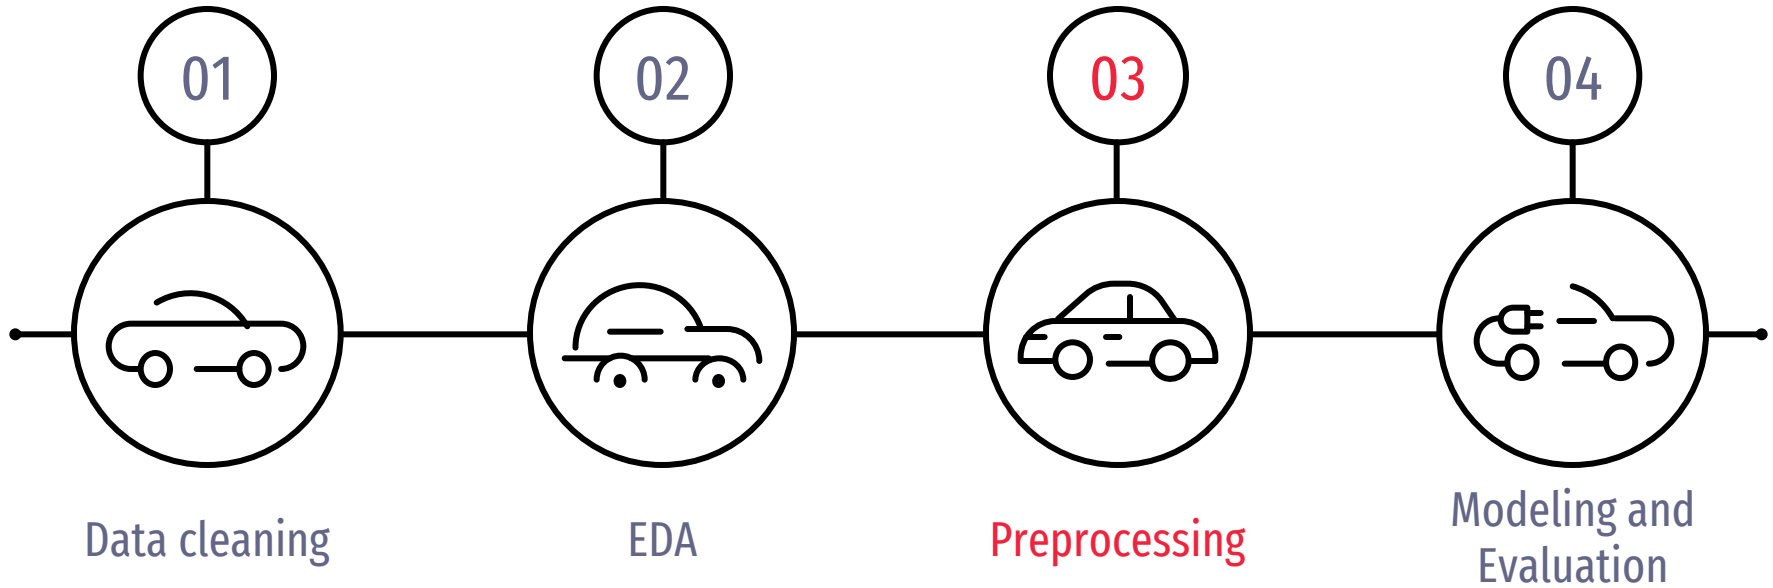 01
02
03
04
Data cleaning
EDA
Preprocessing
Modeling and
Evaluation